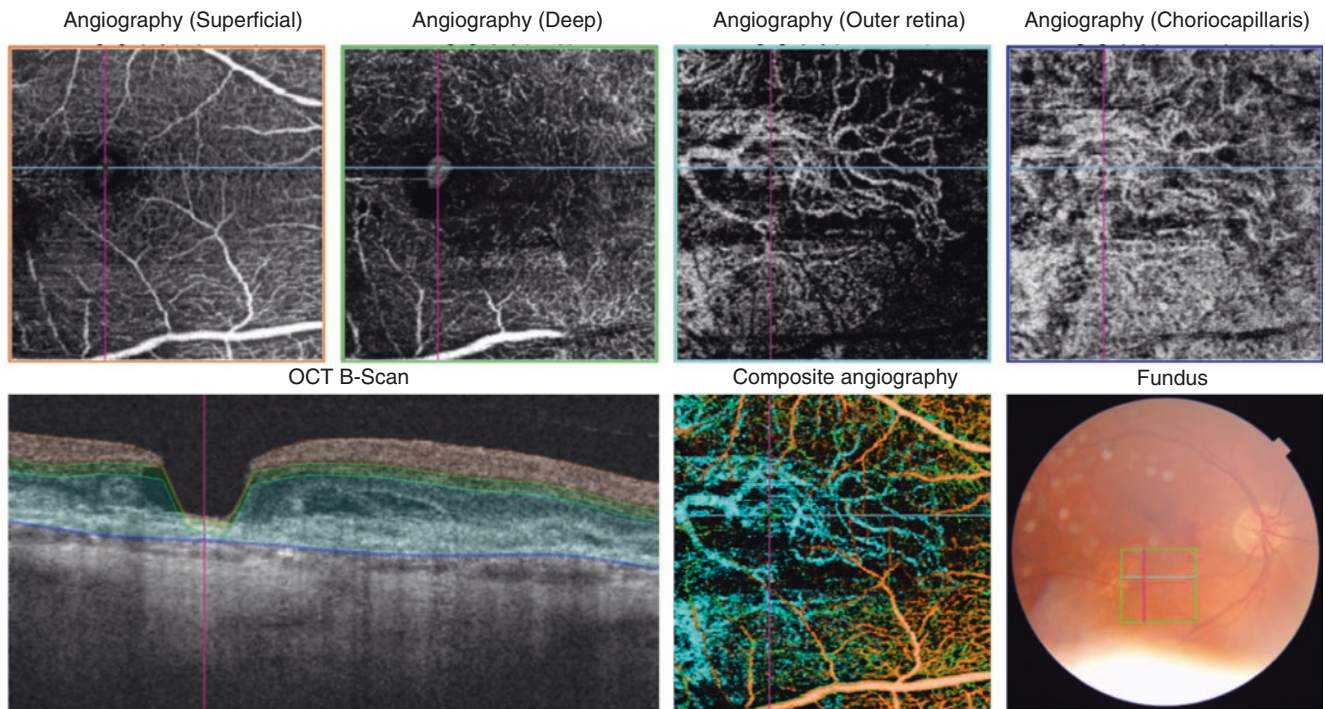 Angiography (Superficial)
Angiography (Deep)
Angiography (Outer retina)
Angiography (Choriocapillaris)
OCT B-Scan
Composite angiography
Fundus